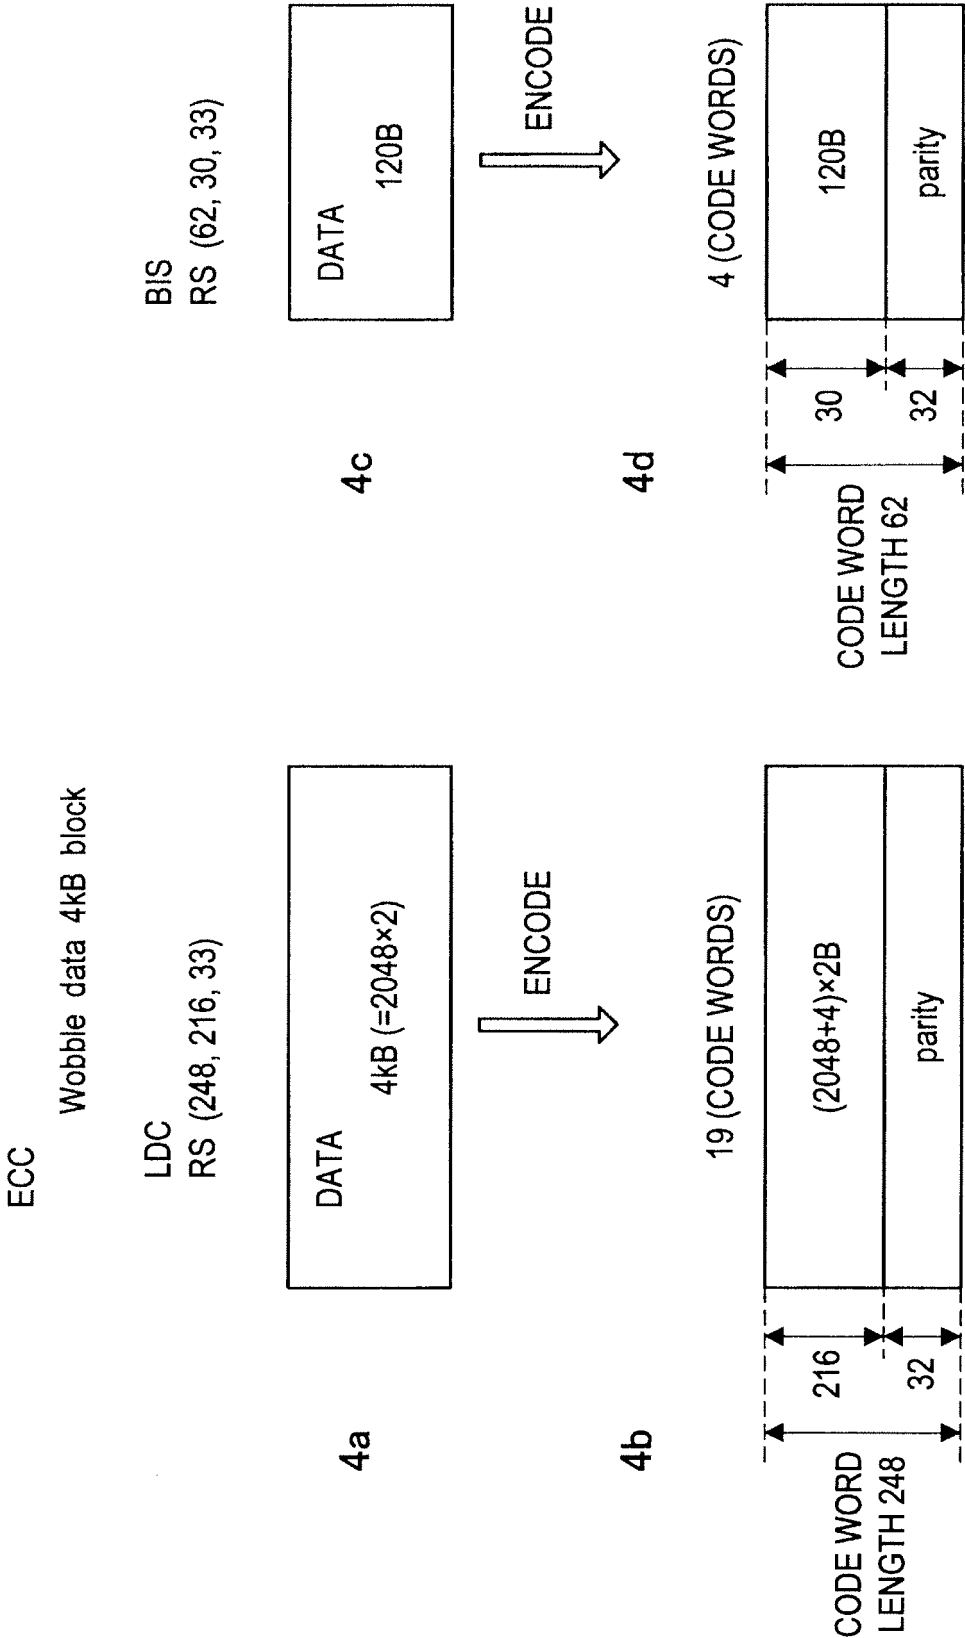 ECC
Wobble data 4kB block
LDC
RS (248, 216, 33)
4a
DATA
4kB (=2048×2)
ENCODE
4b
19 (CODE WORDS)
(2048+4)×2B
parity
216
32
CODE WORD
LENGTH 248
BIS
RS (62, 30, 33)
4c
DATA
120B
ENCODE
4d
4 (CODE WORDS)
120B
parity
30
32
CODE WORD
LENGTH 62